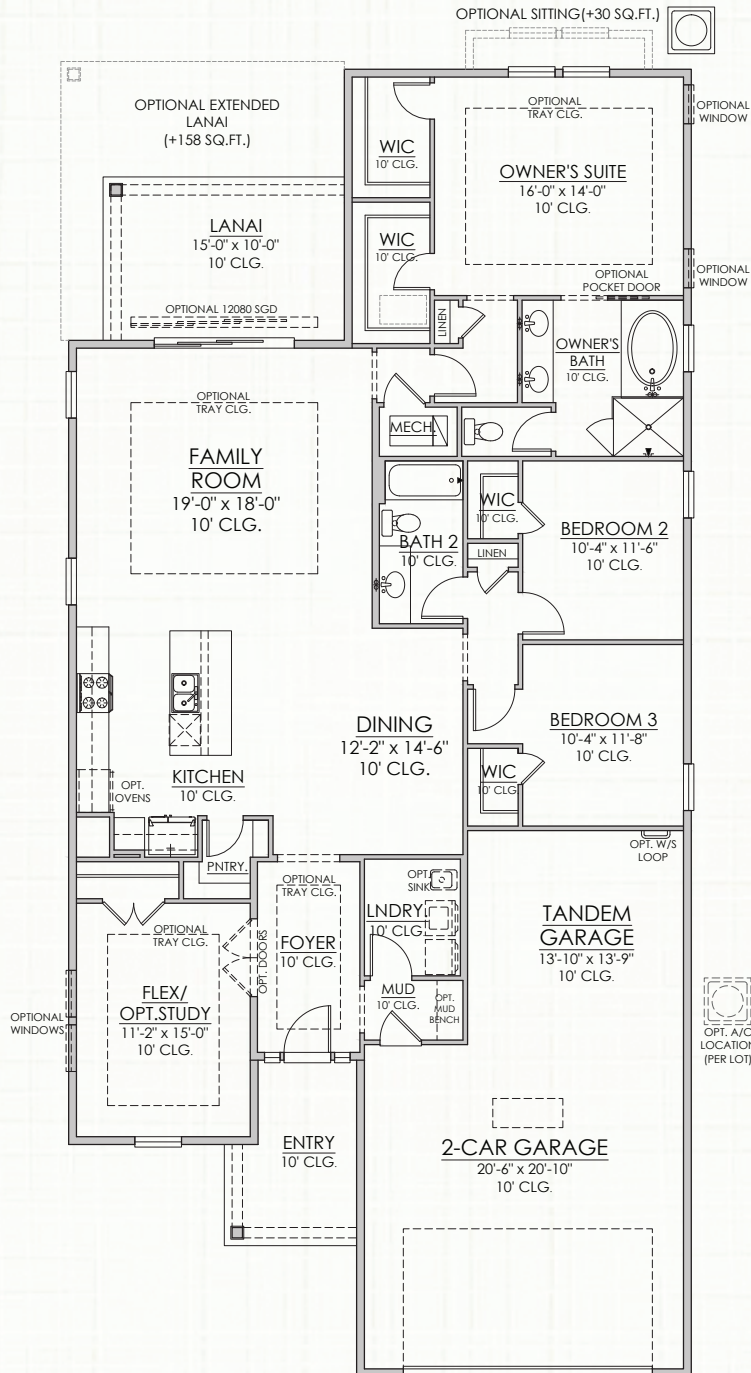 OPTIONAL SITTING(+30 SQ.FT.)
OPTIONAL EXTENDED
LANAI
(+158 SQ.FT.)
WIC
10' CLG.
OPTIONAL
TRAY CLG.
OWNER'S SUITE
16'-0" x 14'-0"
10' CLG.
OPTIONAL
WINDOW
LANAI
15'-0" x 10'-0"
10' CLG.
WIC
10' CLG.
OPTIONAL
WINDOW
OPTIONAL
POCKET DOOR
OPTIONAL 12080 SGD
LINEN
OWNER'S
BATH
10' CLG.
OPTIONAL
TRAY CLG.
MECH.
FAMILY
ROOM
19'-0" x 18'-0"
10' CLG.
WIC
10' CLG.
BEDROOM 2
10'-4" x 11'-6"
10' CLG.
BATH 2
10' CLG.
LINEN
DINING
12'-2" x 14'-6"
10' CLG.
BEDROOM 3
10'-4" x 11'-8"
10' CLG.
WIC
10' CLG.
KITCHEN
10' CLG.
OPT.
OVENS
PNTRY.
OPT. W/S
LOOP
OPTIONAL
TRAY CLG.
FOYER
10' CLG.
OPT.
SINK
LNDRY
10' CLG.
TANDEM
GARAGE
13'-10" x 13'-9"
10' CLG.
OPTIONAL
TRAY CLG.
OPT. DOORS
FLEX/
OPT.STUDY
11'-2" x 15'-0"
10' CLG.
OPTIONAL
WINDOWS
MUD
10' CLG.
OPT.
MUD
BENCH
OPT. A/C
LOCATION
(PER LOT)
ENTRY
10' CLG.
2-CAR GARAGE
20'-6" x 20'-10"
10' CLG.